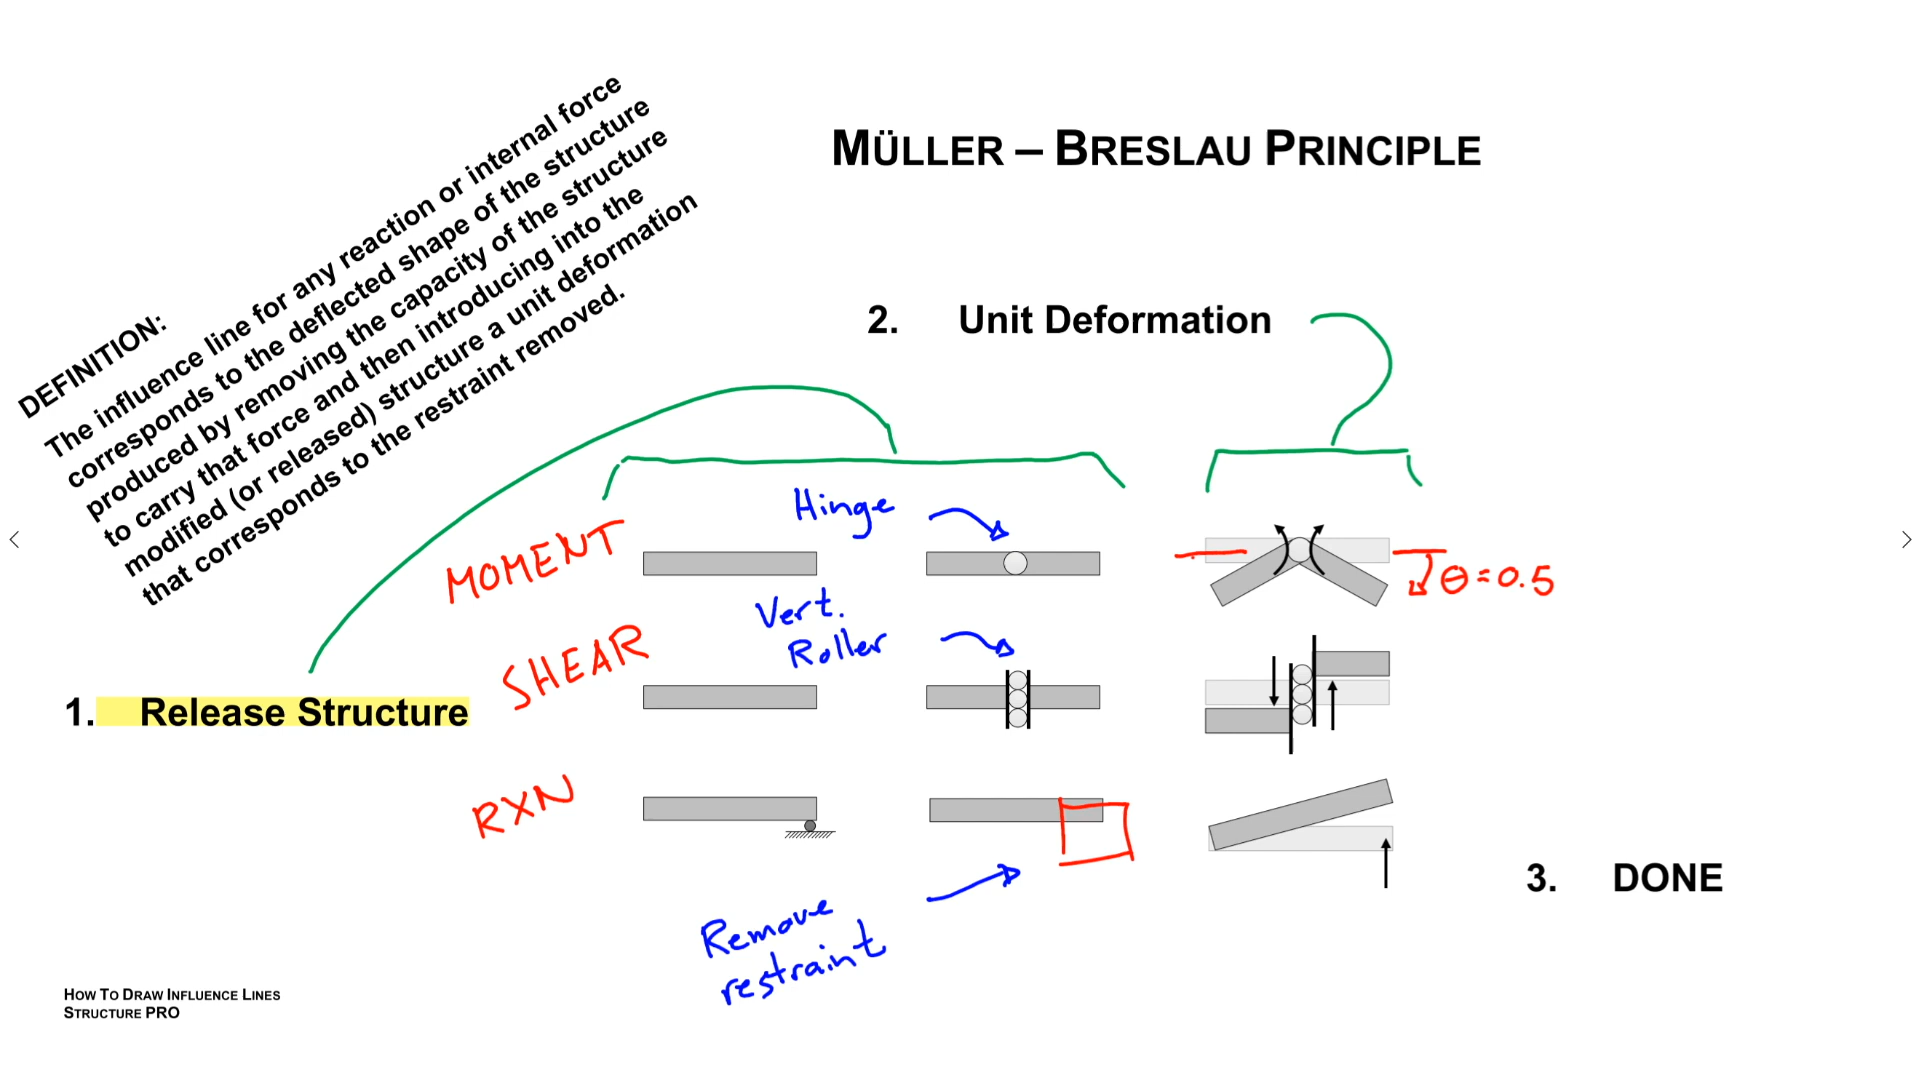 MÜLLER – BRESLAU PRINCIPLE
DEFINITION:
The influence line for any reaction or internal force
corresponds to the deflected shape of the structure
produced by removing the capacity of the structure
to carry that force and then introducing into the
modified (or released) structure a unit deformation
that corresponds to the restraint removed.
2. Unit Deformation
1. Release Structure
MOMENT
Hinge
θ = 0.5
SHEAR
Vert.
Roller
RXN
Remove
restraint
3. DONE
HOW TO DRAW INFLUENCE LINES
STRUCTURE PRO